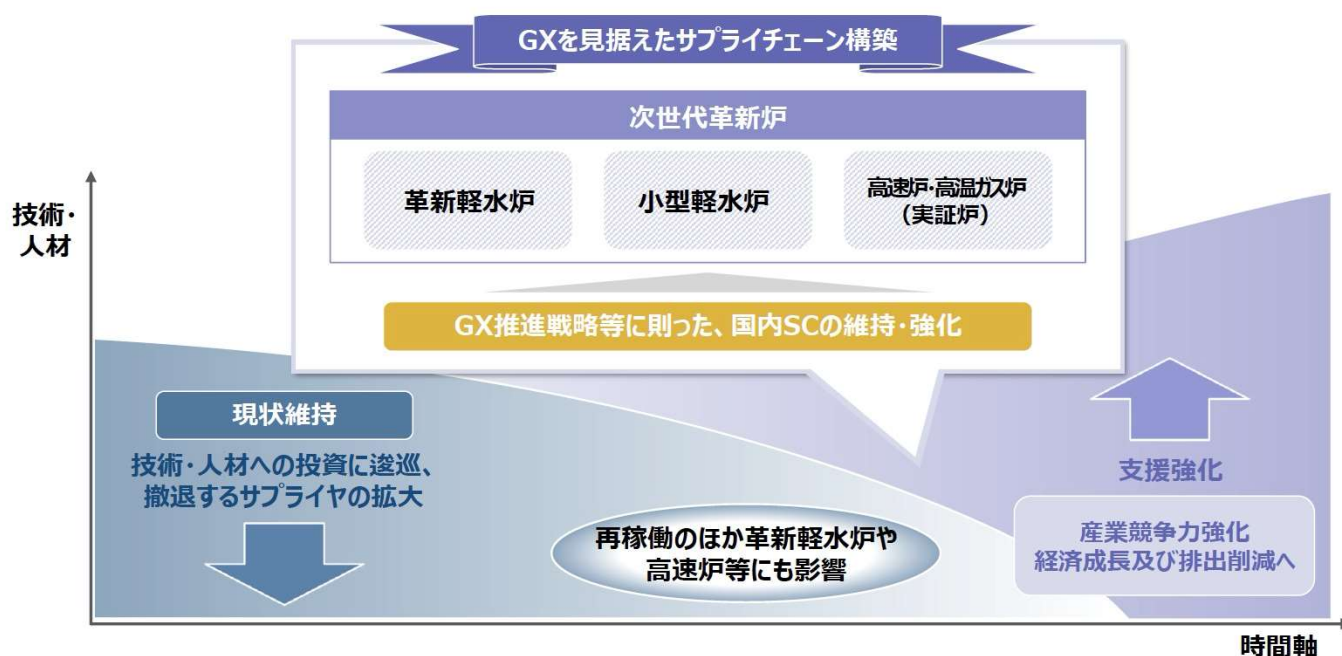 GXを見据えたサプライチェーン構築
次世代革新炉
革新軽水炉
小型軽水炉
高速炉・高温ガス炉
（実証炉）
GX推進戦略等に則った、国内SCの維持・強化
技術・
人材
現状維持
技術・人材への投資に逡巡、
撤退するサプライヤの拡大
再稼働のほか革新軽水炉や
高速炉等にも影響
支援強化
産業競争力強化
経済成長及び排出削減へ
時間軸